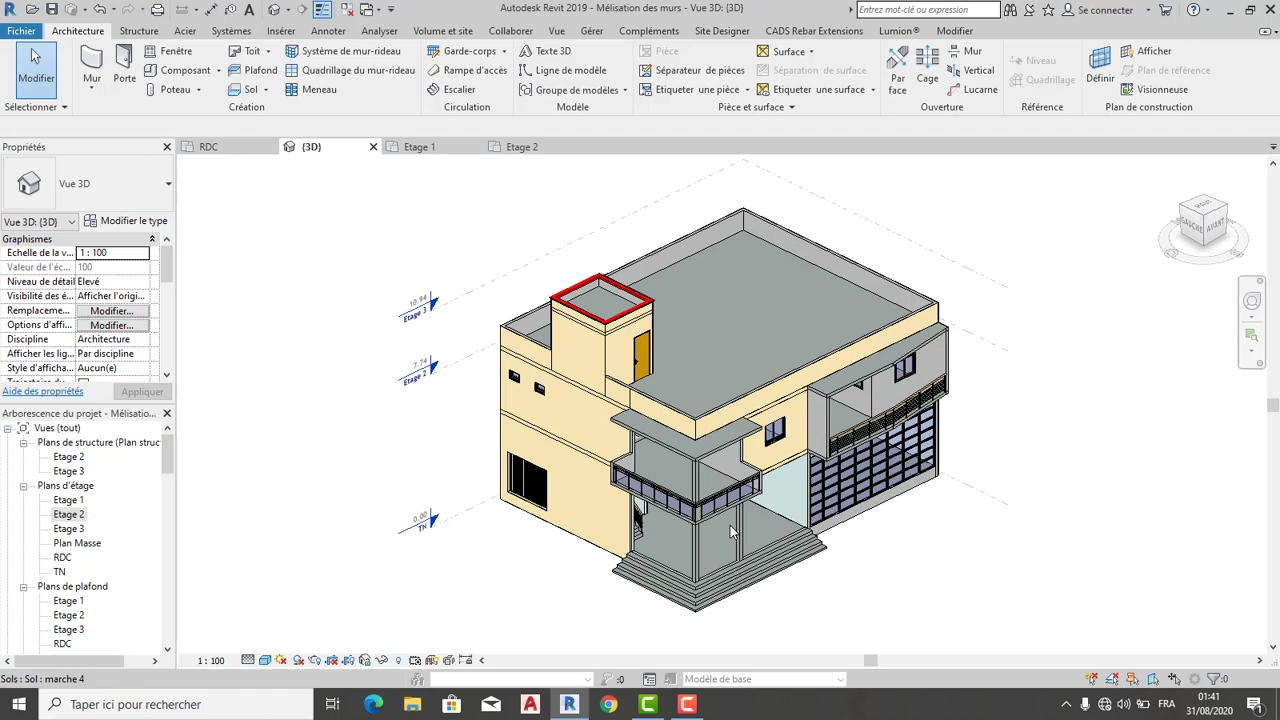 Autodesk Revit 2019 - Mélisation des murs - Vue 3D: {3D}
Entrez mot-clé ou expression
Se connecter
Fichier Architecture Structure Acier Systèmes Insérer Annoter Analyser Volume et site Collaborer Vue Gérer Compléments Site Designer CADS Rebar Extensions Lumion® Modifier
Modifier
Mur
Porte
Fenêtre
Composant
Poteau
Toit
Plafond
Sol
Système de mur-rideau
Quadrillage du mur-rideau
Meneau
Garde-corps
Rampe d'accès
Escalier
Texte 3D
Ligne de modèle
Groupe de modèles
Pièce
Séparateur de pièces
Etiqueter une pièce
Surface
Séparation de surface
Etiqueter une surface
Par face
Cage
Mur
Vertical
Lucarne
Niveau
Quadrillage
Définir
Afficher
Plan de référence
Visionneuse
Sélectionner Création Circulation Modèle Pièce et surface Ouverture Référence Plan de construction
Propriétés
RDC {3D} Etage 1 Etage 2
Vue 3D
Vue 3D: {3D} Modifier le type
Graphismes
Echelle de la v... 1 : 100
Valeur de l'éc... 100
Niveau de détail Elevé
Visibilité des é... Afficher l'origi...
Remplaceme... Modifier...
Options d'affi... Modifier...
Discipline Architecture
Afficher les lig... Par discipline
Style d'afficha... Aucun(e)
Aide des propriétés Appliquer
Arborescence du projet - Mélisatio...
Vues (tout)
Plans de structure (Plan struc
Etage 2
Etage 3
Plans d'étage
Etage 1
Etage 2
Etage 3
Plan Masse
RDC
TN
Plans de plafond
Etage 1
Etage 2
Etage 3
RDC
10.94
Etage 3
7.74
Etage 2
0.00
TN
GAUCHE
AVANT
1 : 100
Sols : Sol : marche 4
:0
Modèle de base
:0
Taper ici pour rechercher
FRA
01:41
31/08/2020